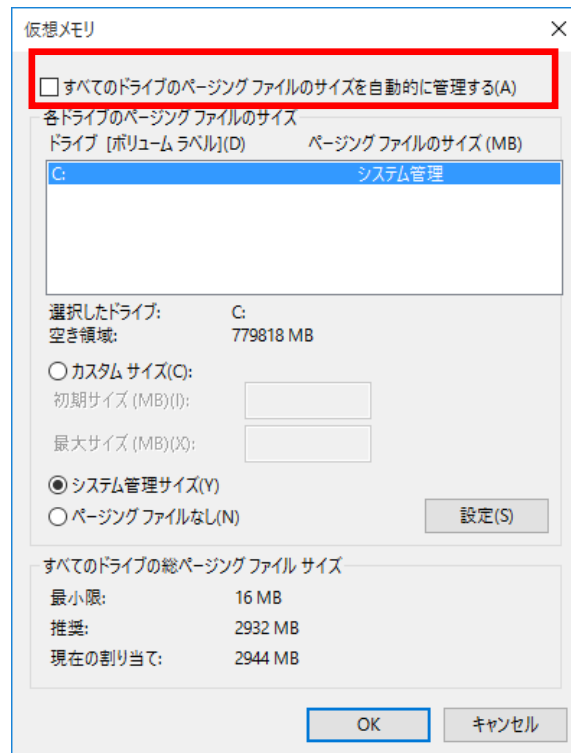 仮想メモリ
すべてのドライブのページング ファイルのサイズを自動的に管理する(A)
各ドライブのページング ファイルのサイズ
ドライブ [ボリューム ラベル](D) ページング ファイルのサイズ (MB)
C: システム管理
選択したドライブ: C:
空き領域: 779818 MB
カスタム サイズ(C):
初期サイズ (MB)(I):
最大サイズ (MB)(X):
システム管理サイズ(Y)
ページング ファイルなし(N) 設定(S)
すべてのドライブの総ページング ファイル サイズ
最小限: 16 MB
推奨: 2932 MB
現在の割り当て: 2944 MB
OK キャンセル